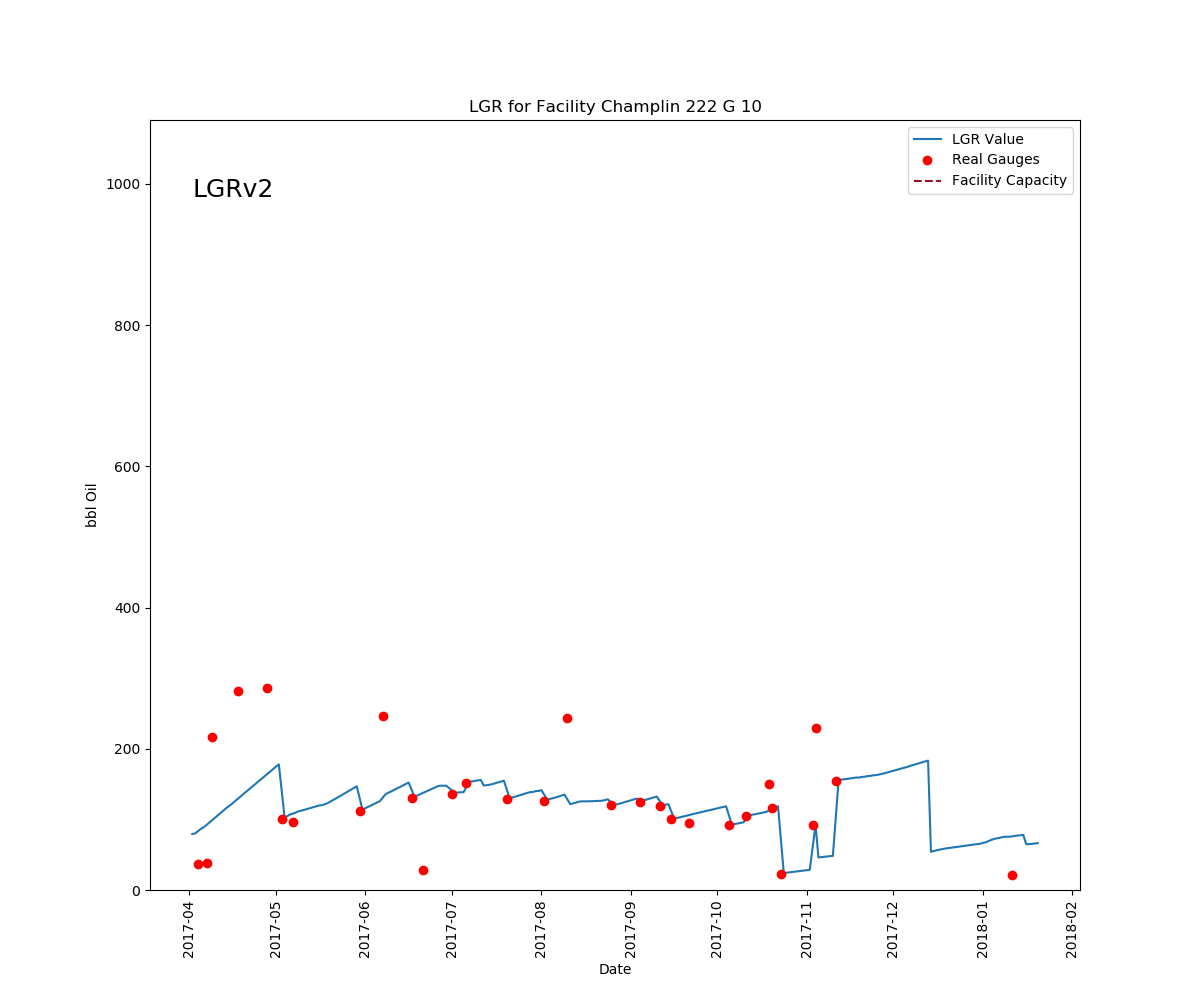 LGR for Facility Champlin 222 G 10
LGRv2
LGR Value
Real Gauges
Facility Capacity
bbl Oil
1000
800
600
400
200
0
2017-04
2017-05
2017-06
2017-07
2017-08
2017-09
2017-10
2017-11
2017-12
2018-01
2018-02
Date